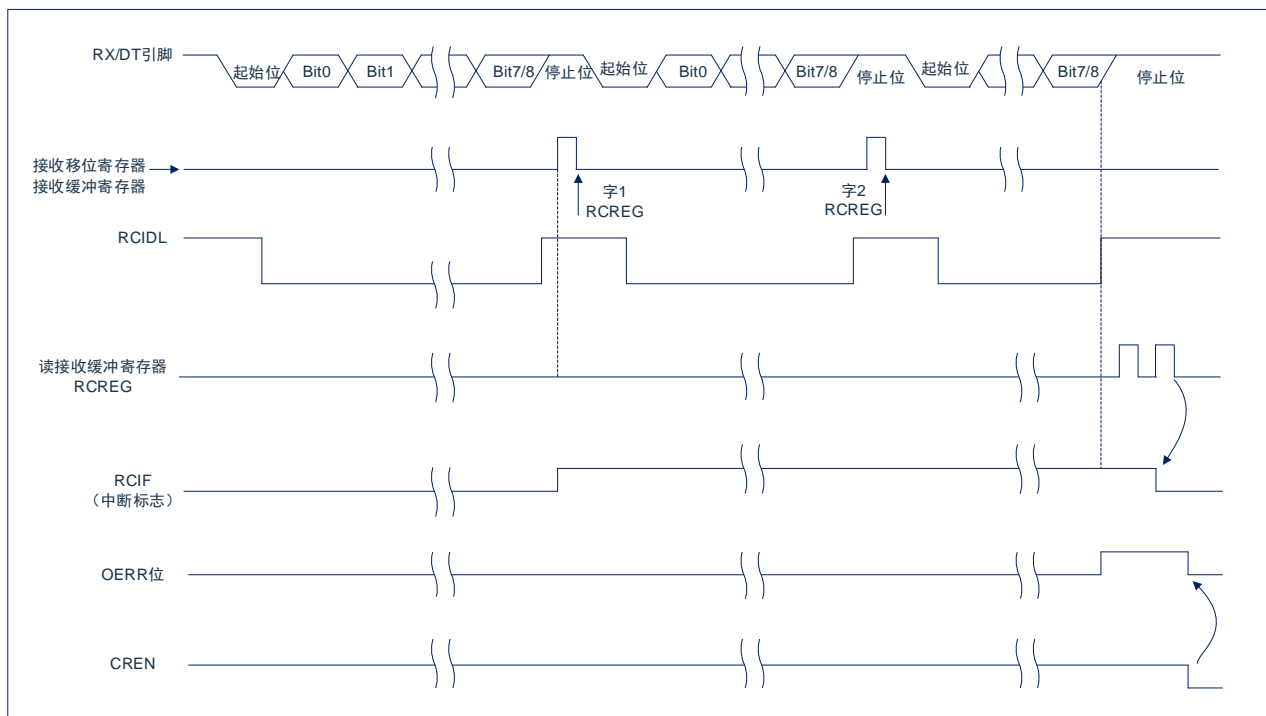 RX/DT引脚
起始位 Bit0 Bit1 Bit7/8 停止位 起始位 Bit0 Bit7/8 停止位 起始位 Bit7/8 停止位
接收移位寄存器
接收缓冲寄存器
字1
RCREG
字2
RCREG
RCIDL
读接收缓冲寄存器
RCREG
RCIF
（中断标志）
OERR位
CREN